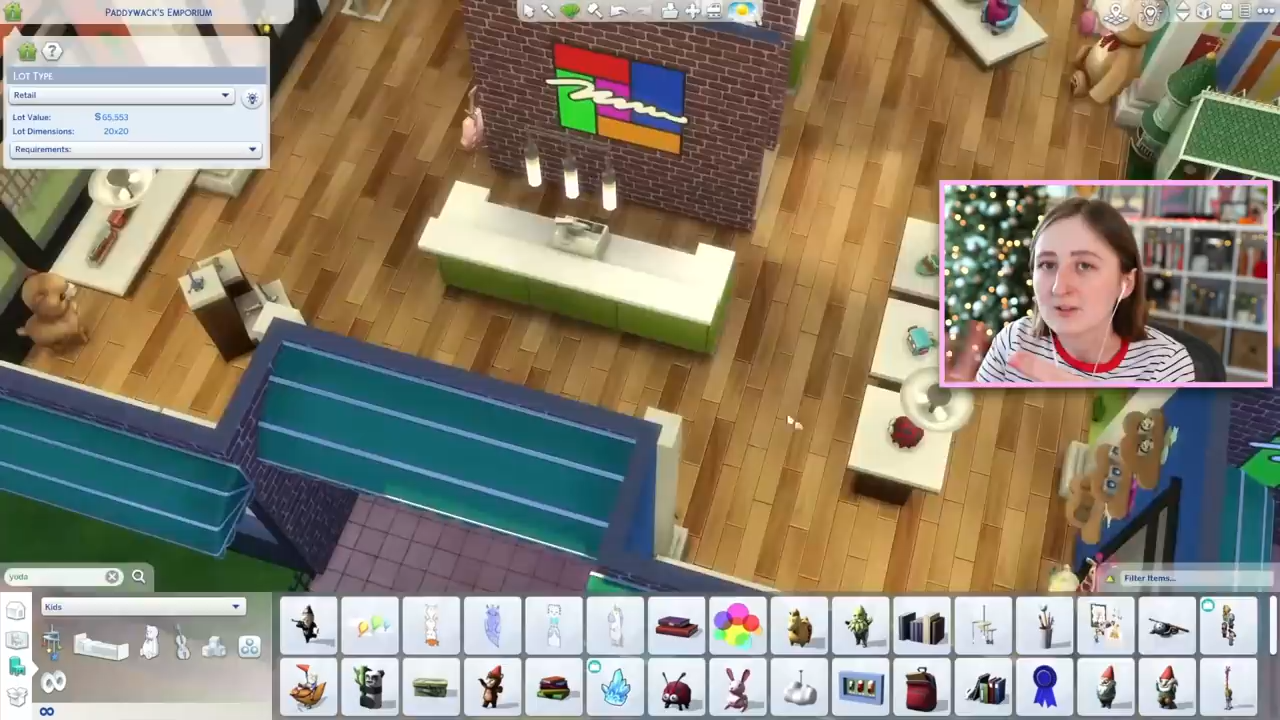 PADDYWACK'S EMPORIUM
LOT TYPE
Retail
Lot Value: §65,553
Lot Dimensions: 20x20
Requirements:
yoda
Filter Items...
Kids